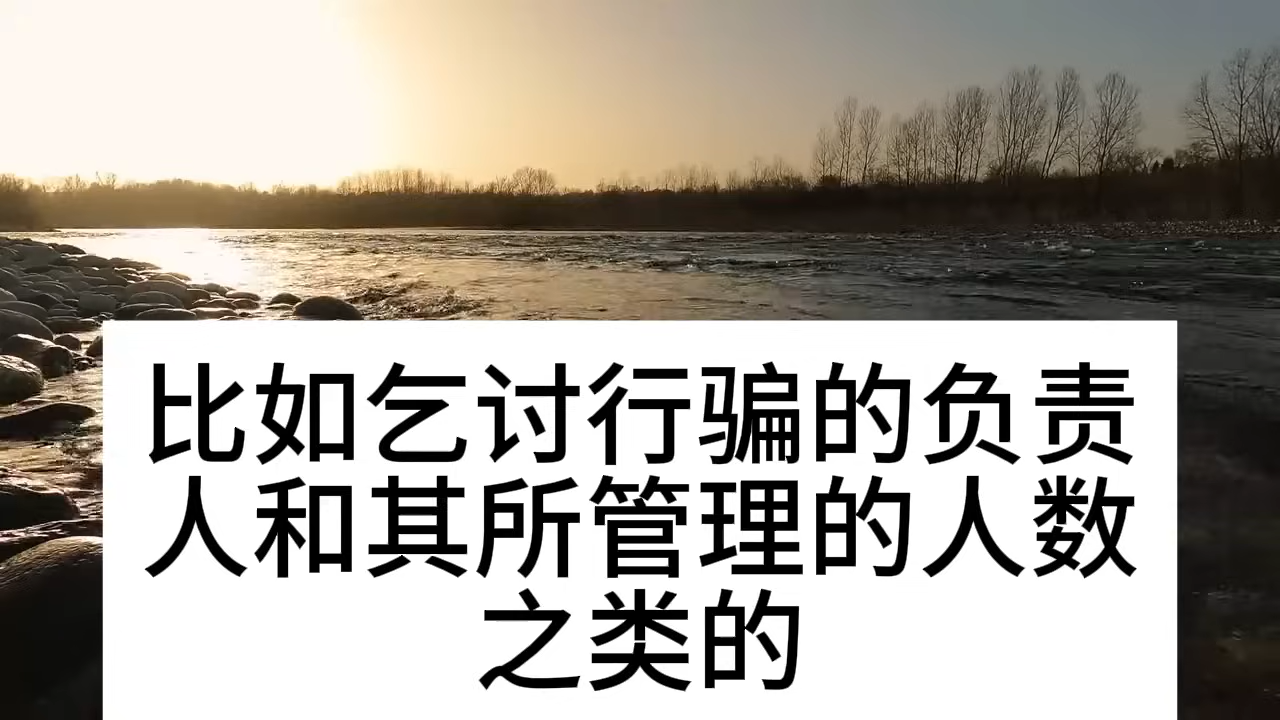 比如乞讨行骗的负责
人和其所管理的人数
之类的